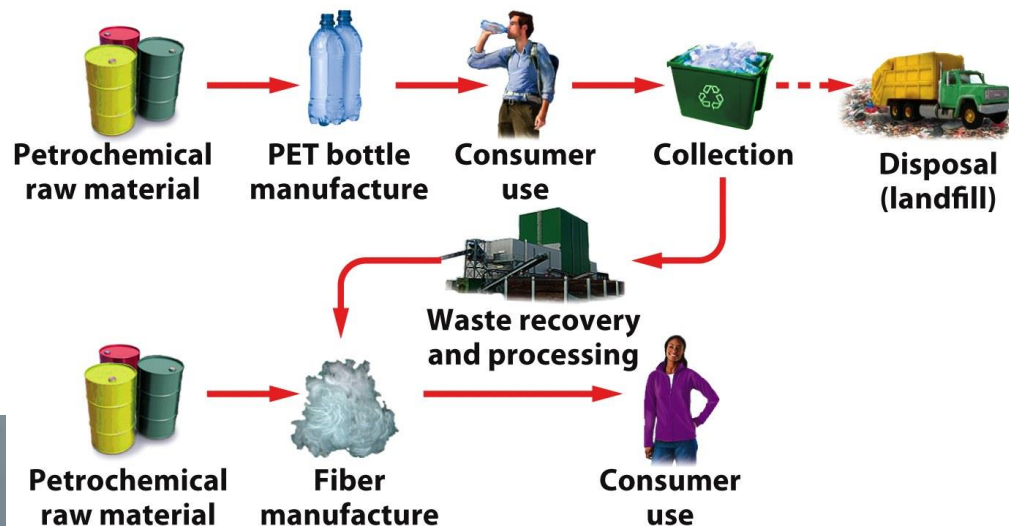 Petrochemical
raw material
PET bottle
manufacture
Consumer
use
Collection
Disposal
(landfill)
Waste recovery
and processing
Petrochemical
raw material
Fiber
manufacture
Consumer
use